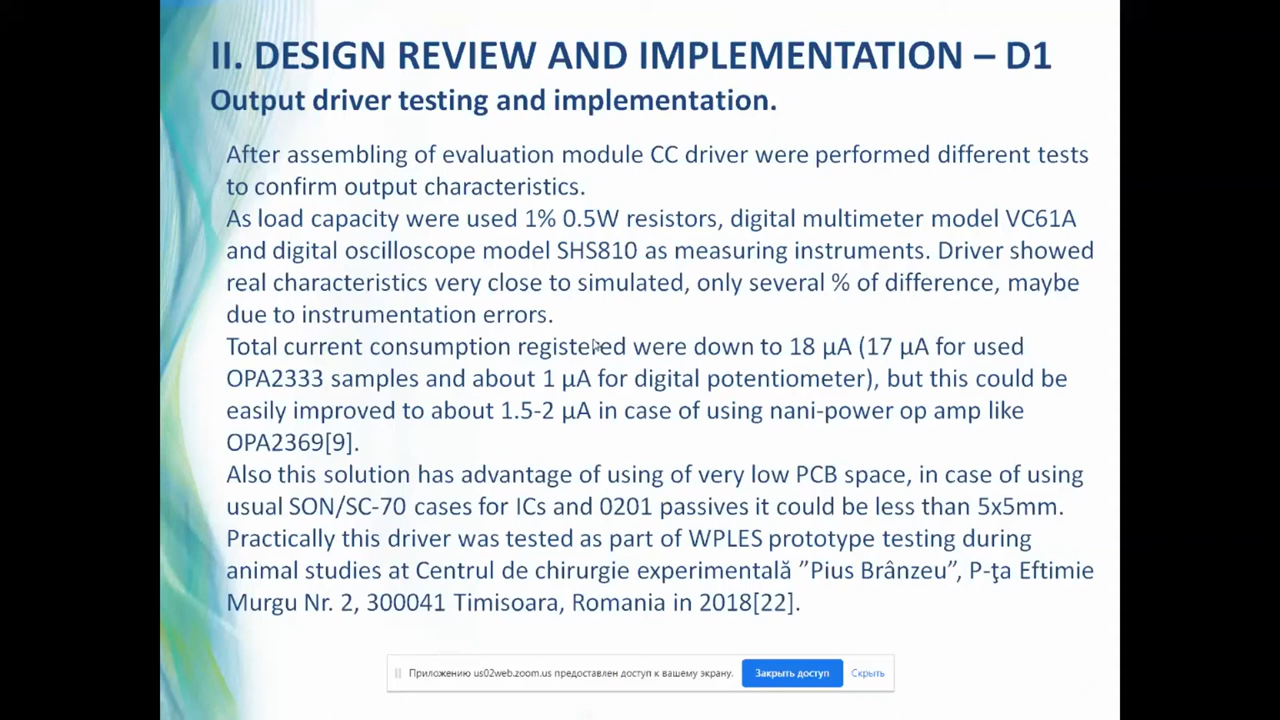 II. DESIGN REVIEW AND IMPLEMENTATION – D1
Output driver testing and implementation.
After assembling of evaluation module CC driver were performed different tests
to confirm output characteristics.
As load capacity were used 1% 0.5W resistors, digital multimeter model VC61A
and digital oscilloscope model SHS810 as measuring instruments. Driver showed
real characteristics very close to simulated, only several % of difference, maybe
due to instrumentation errors.
Total current consumption registered were down to 18 μA (17 μA for used
OPA2333 samples and about 1 μA for digital potentiometer), but this could be
easily improved to about 1.5-2 μA in case of using nani-power op amp like
OPA2369[9].
Also this solution has advantage of using of very low PCB space, in case of using
usual SON/SC-70 cases for ICs and 0201 passives it could be less than 5x5mm.
Practically this driver was tested as part of WPLES prototype testing during
animal studies at Centrul de chirurgie experimentală ”Pius Brânzeu”, P-ţa Eftimie
Murgu Nr. 2, 300041 Timisoara, Romania in 2018[22].
Приложению us02web.zoom.us предоставлен доступ к вашему экрану. Закрыть доступ Скрыть